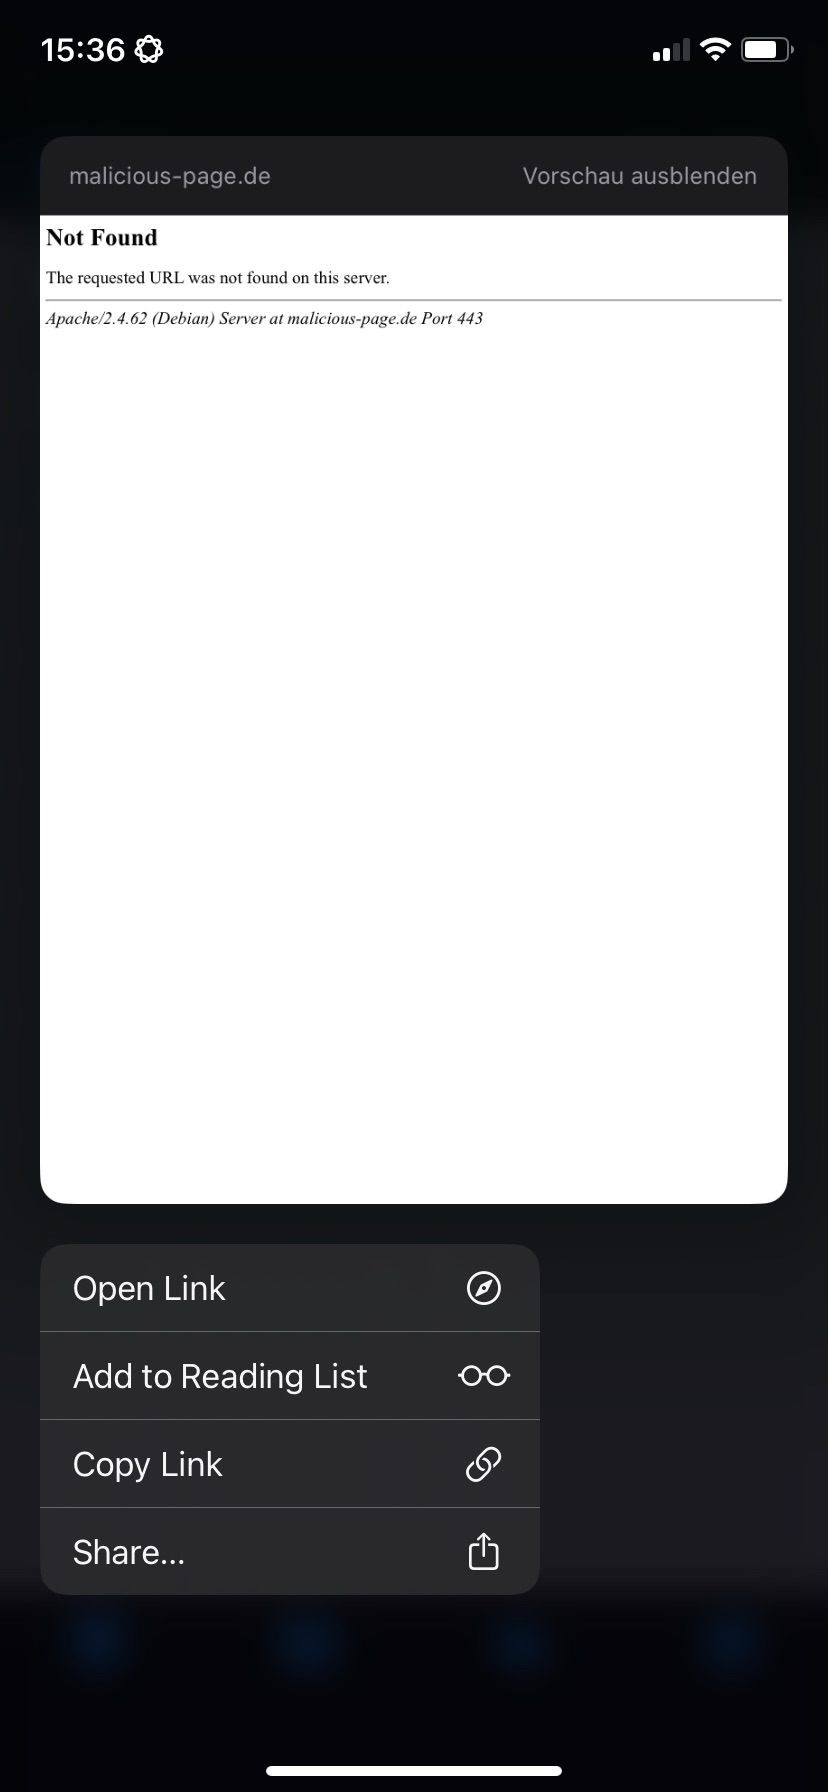 15:36
malicious-page.de Vorschau ausblenden
Not Found
The requested URL was not found on this server.
Apache/2.4.62 (Debian) Server at malicious-page.de Port 443
Open Link
Add to Reading List
Copy Link
Share...